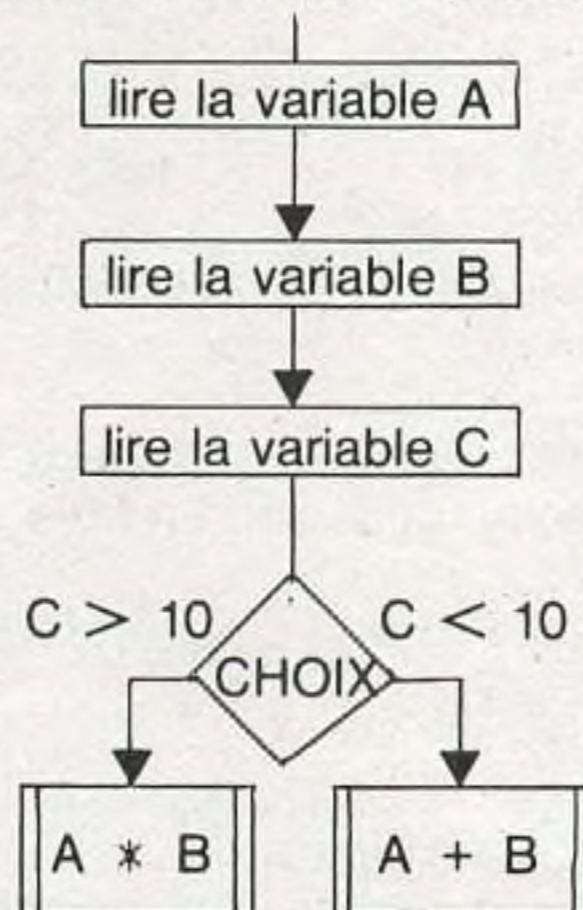 lire la variable A
lire la variable B
lire la variable C
C > 10
C < 10
CHOIX
A * B
A + B